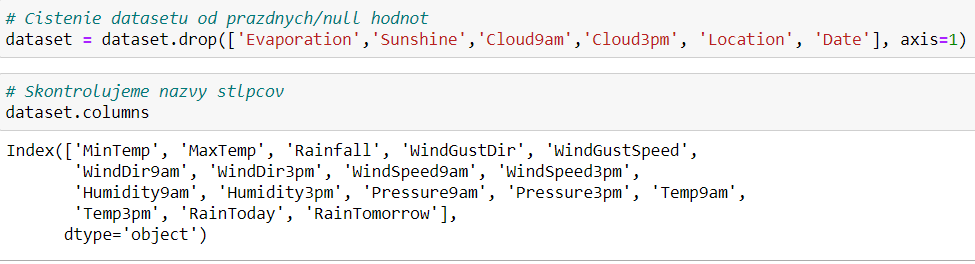 # Cistenie datasetu od prazdnych/null hodnot
dataset = dataset.drop(['Evaporation','Sunshine','Cloud9am','Cloud3pm', 'Location', 'Date'], axis=1)
# Skontrolujeme nazvy stlpcov
dataset.columns
Index(['MinTemp', 'MaxTemp', 'Rainfall', 'WindGustDir', 'WindGustSpeed',
'WindDir9am', 'WindDir3pm', 'WindSpeed9am', 'WindSpeed3pm',
'Humidity9am', 'Humidity3pm', 'Pressure9am', 'Pressure3pm', 'Temp9am',
'Temp3pm', 'RainToday', 'RainTomorrow'],
dtype='object')